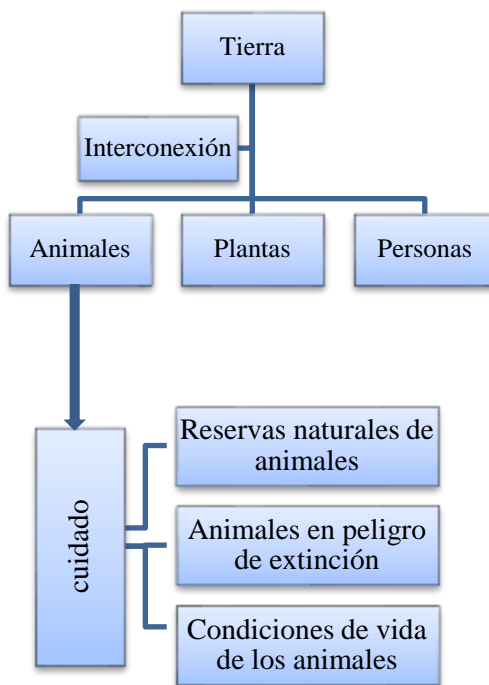 Tierra
Interconexión
Animales
Plantas
Personas
cuidado
Reservas naturales de
animales
Animales en peligro
de extinción
Condiciones de vida
de los animales